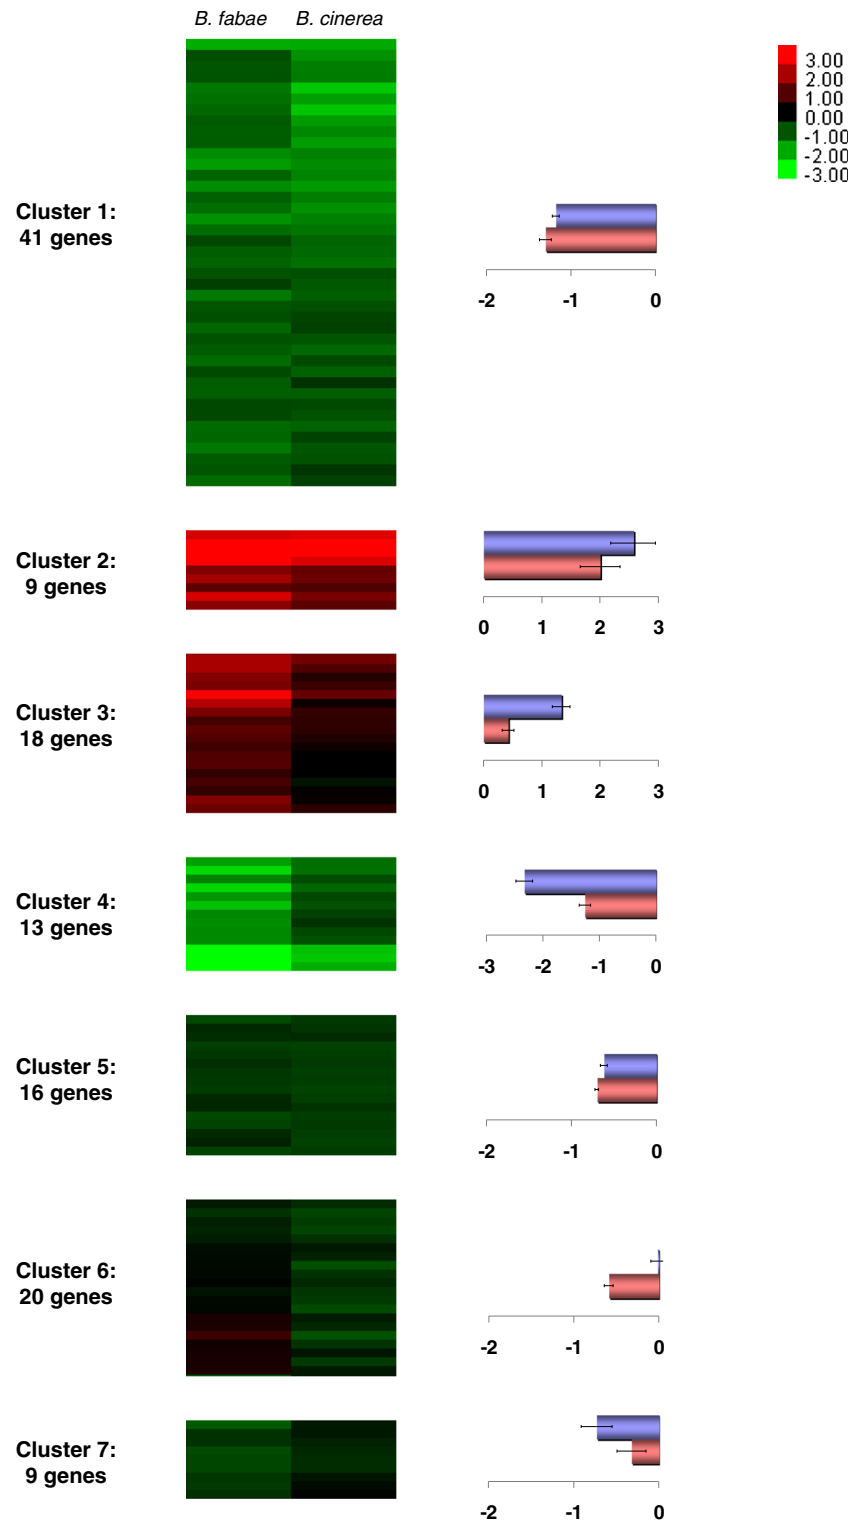 B. fabae B. cinerea
3.00
2.00
1.00
0.00
-1.00
-2.00
-3.00
Cluster 1:
41 genes
-2 -1 0
Cluster 2:
9 genes
0 1 2 3
Cluster 3:
18 genes
0 1 2 3
Cluster 4:
13 genes
-3 -2 -1 0
Cluster 5:
16 genes
-2 -1 0
Cluster 6:
20 genes
-2 -1 0
Cluster 7:
9 genes
-2 -1 0